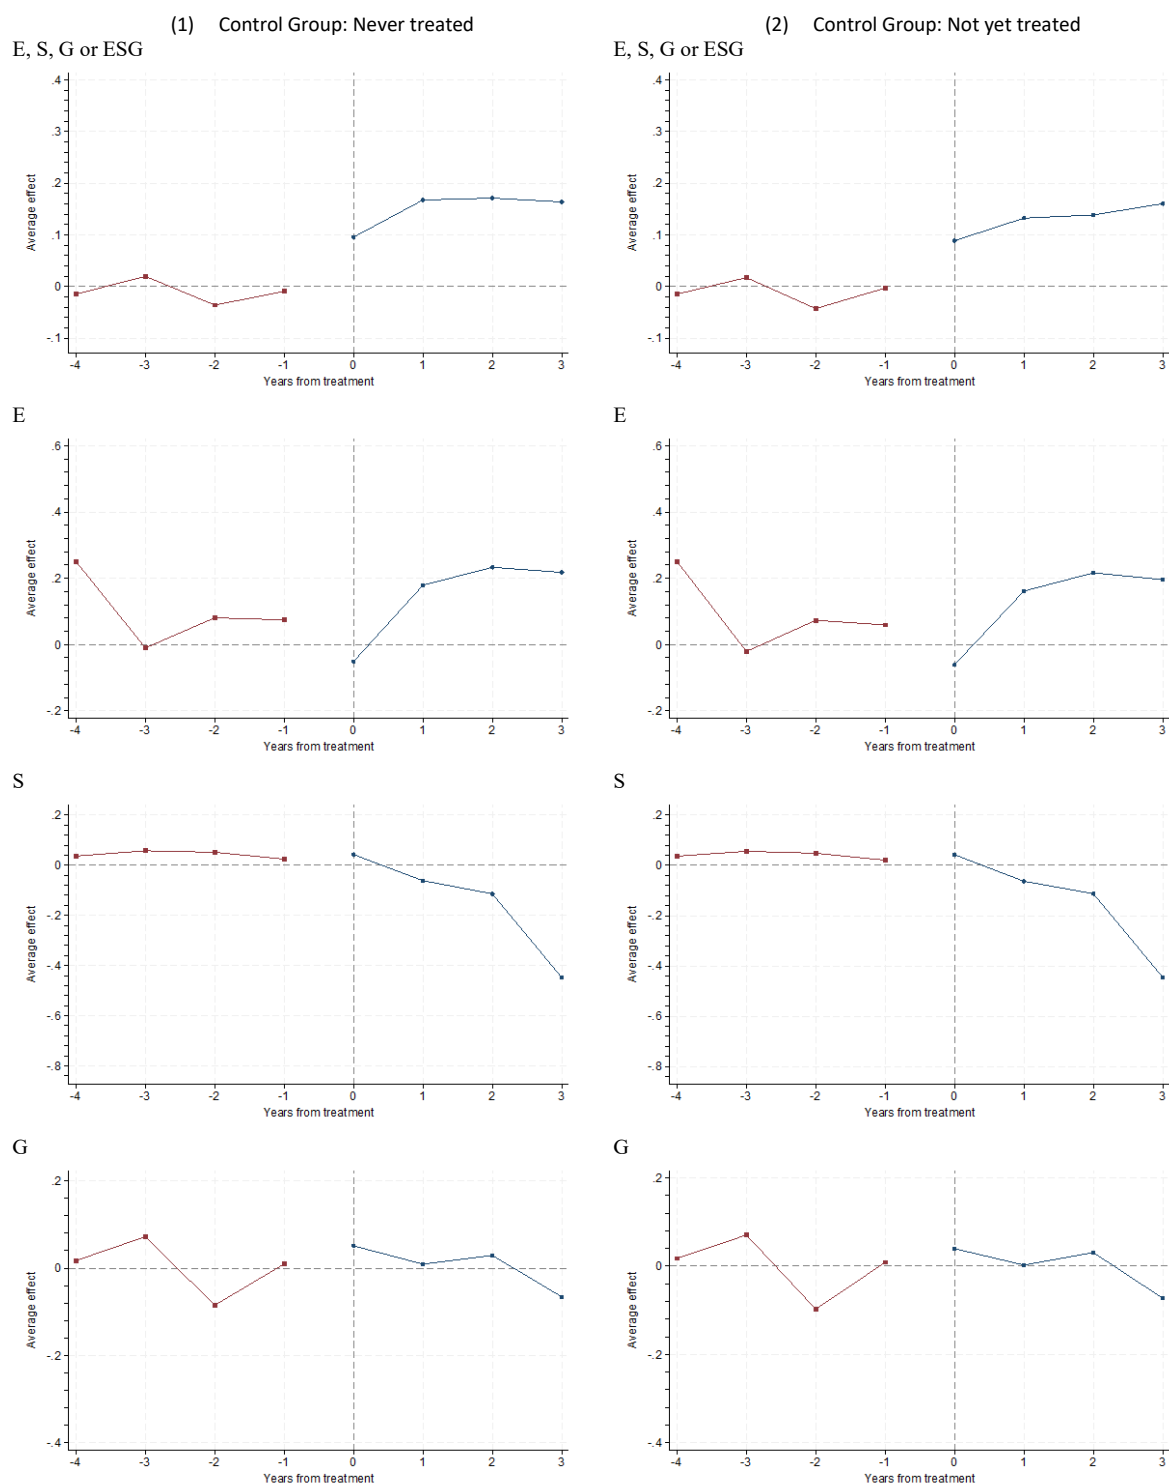 (1) Control Group: Never treated
(2) Control Group: Not yet treated
E, S, G or ESG
E, S, G or ESG
.4
.3
.2
.1
0
-.1
Average effect
-4 -3 -2 -1 0 1 2 3
Years from treatment
.4
.3
.2
.1
0
-.1
Average effect
-4 -3 -2 -1 0 1 2 3
Years from treatment
E
E
.6
.4
.2
0
-.2
Average effect
-4 -3 -2 -1 0 1 2 3
Years from treatment
.6
.4
.2
0
-.2
Average effect
-4 -3 -2 -1 0 1 2 3
Years from treatment
S
S
.2
0
-.2
-.4
-.6
-.8
Average effect
-4 -3 -2 -1 0 1 2 3
Years from treatment
.2
0
-.2
-.4
-.6
-.8
Average effect
-4 -3 -2 -1 0 1 2 3
Years from treatment
G
G
.2
0
-.2
-.4
Average effect
-4 -3 -2 -1 0 1 2 3
Years from treatment
.2
0
-.2
-.4
Average effect
-4 -3 -2 -1 0 1 2 3
Years from treatment